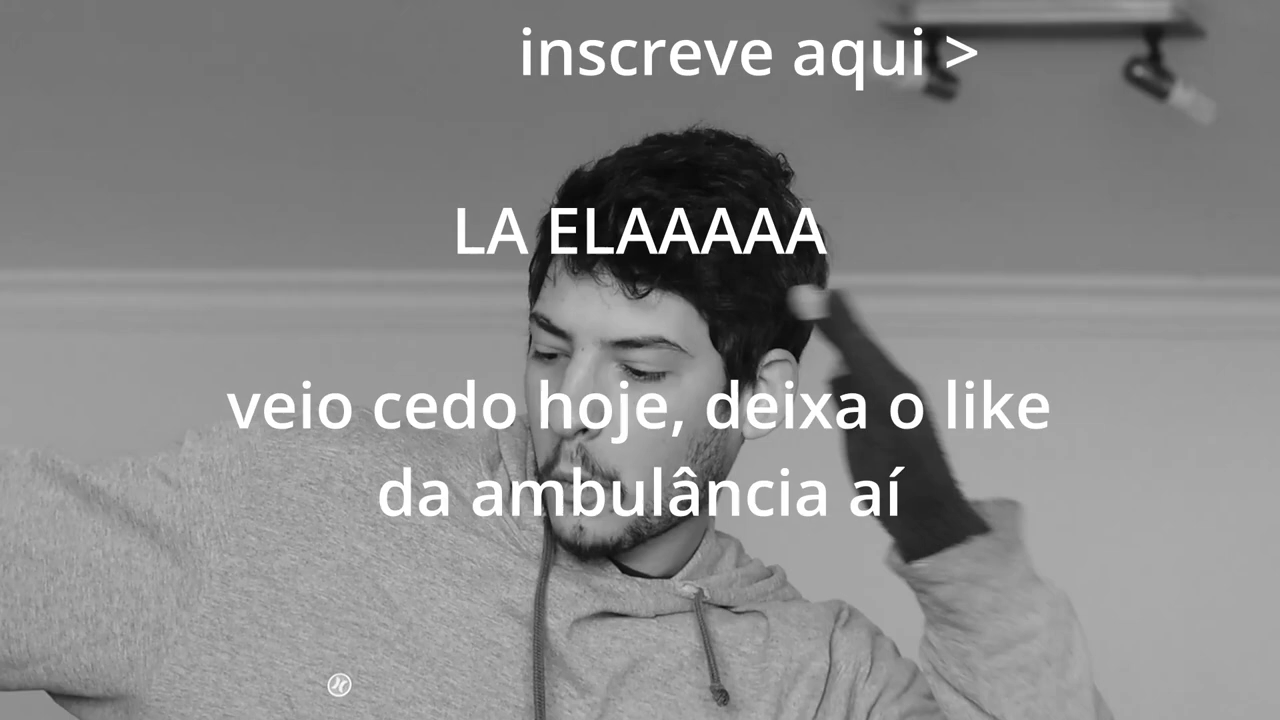 inscreve aqui >
LA ELAAAAA
veio cedo hoje, deixa o like
da ambulância aí